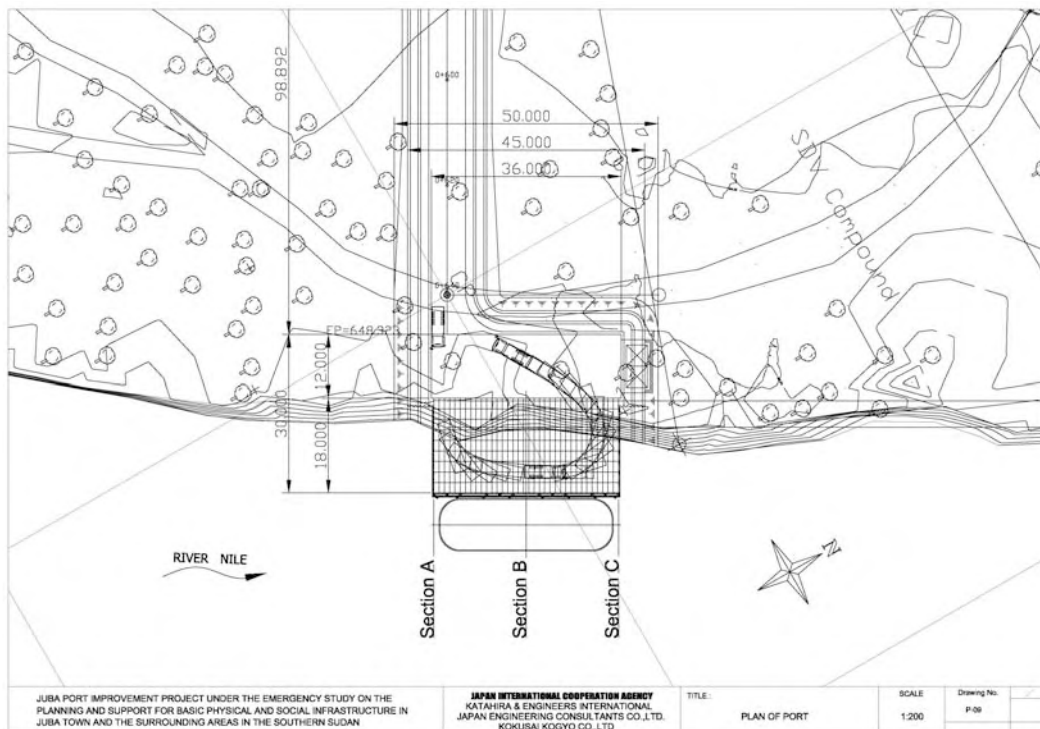 98.892
0+600
50.000
45.000
36.000
SDV Compound
EP=648.923
12.000
30.000
18.000
RIVER NILE
N
Section A
Section B
Section C
JUBA PORT IMPROVEMENT PROJECT UNDER THE EMERGENCY STUDY ON THE
PLANNING AND SUPPORT FOR BASIC PHYSICAL AND SOCIAL INFRASTRUCTURE IN
JUBA TOWN AND THE SURROUNDING AREAS IN THE SOUTHERN SUDAN
JAPAN INTERNATIONAL COOPERATION AGENCY
KATAHIRA & ENGINEERS INTERNATIONAL
JAPAN ENGINEERING CONSULTANTS CO.,LTD.
KOKUSAI KOGYO CO.,LTD
TITLE:
PLAN OF PORT
SCALE
1:200
Drawing No.
P-09